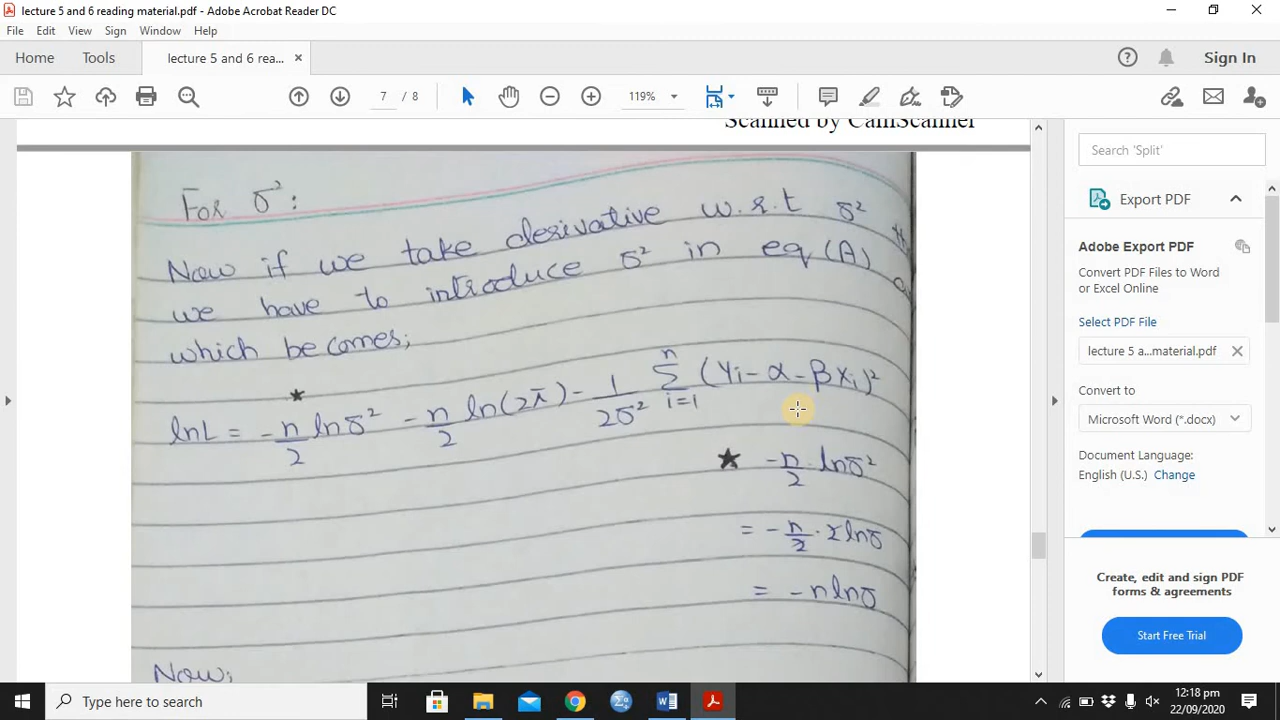 lecture 5 and 6 reading material.pdf - Adobe Acrobat Reader DC
File Edit View Sign Window Help
Home Tools lecture 5 and 6 rea... × Sign In
7 / 8 119%
Scanned by CamScanner
For σ²:
Now if we take derivative w.r.t σ²
we have to introduce σ² in eq (A)
which becomes;
★
lnL = -n/2 lnσ² - n/2 ln(2π) - 1/2σ² n∑i=1 (Yi - α - βXi)²
★ -n/2 · lnσ²
= -n/2 · 2lnσ
= -nlnσ
Now;
Search 'Split'
Export PDF
Adobe Export PDF
Convert PDF Files to Word
or Excel Online
Select PDF File
lecture 5 a...material.pdf ×
Convert to
Microsoft Word (*.docx)
Document Language:
English (U.S.) Change
Create, edit and sign PDF
forms & agreements
Start Free Trial
Type here to search
12:18 pm
22/09/2020